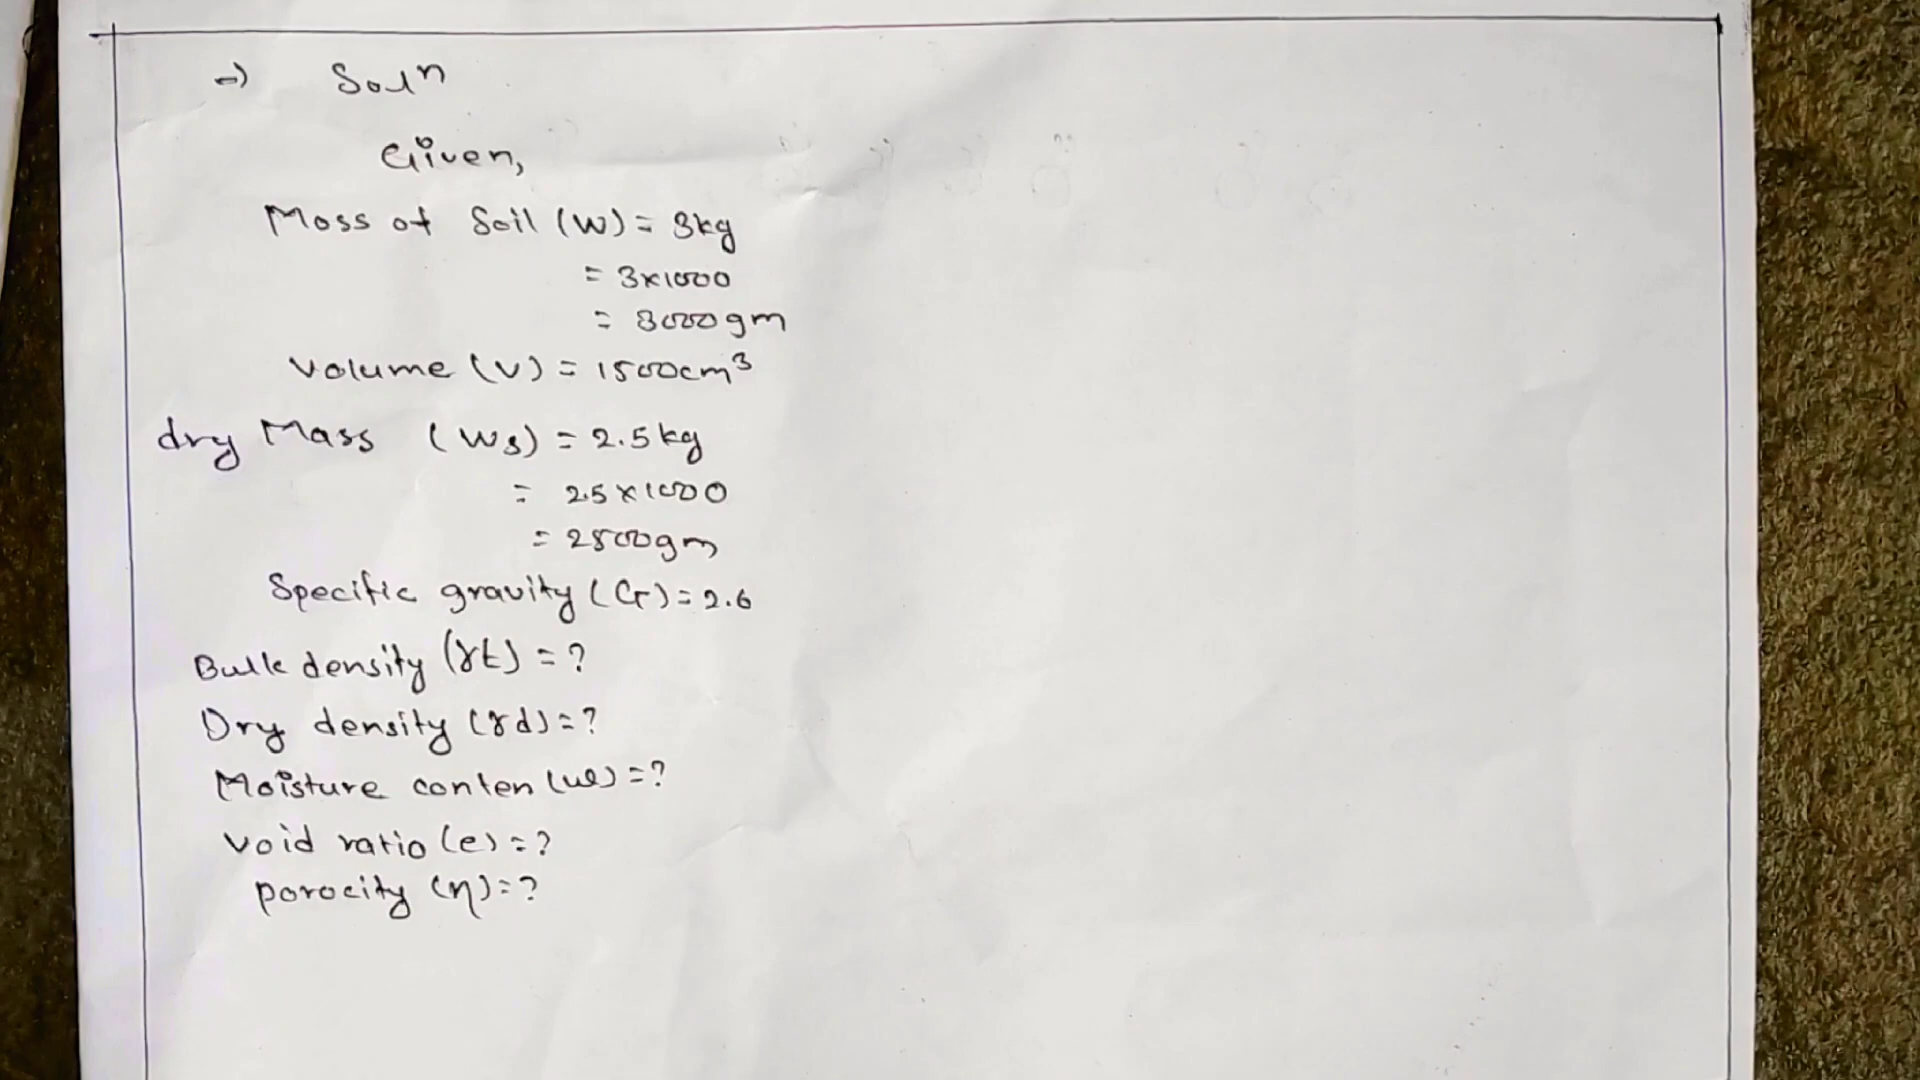 =) Soln
Given,
Mass of Soil (W) = 3kg
= 3×1000
= 3000gm
Volume (V) = 1500cm³
dry Mass (Ws) = 2.5kg
= 2.5×1000
= 2500gm
Specific gravity (G) = 2.6
Bulk density (γt) = ?
Dry density (γd) = ?
Moisture conten (w) = ?
Void ratio (e) = ?
porocity (η) = ?